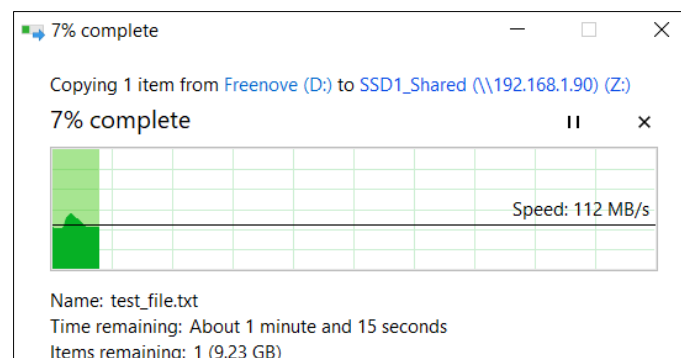 7% complete
Copying 1 item from Freenove (D:) to SSD1_Shared (\\192.168.1.90) (Z:)
7% complete
Speed: 112 MB/s
Name: test_file.txt
Time remaining: About 1 minute and 15 seconds
Items remaining: 1 (9.23 GB)